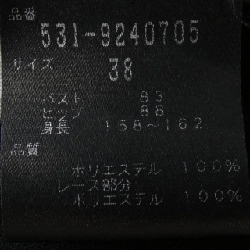 品番
531-9240705
サイズ
38
バスト 83
ヒップ 88
身長 158~162
品質
ポリエステル 100%
レース部分
ポリエステル 100%